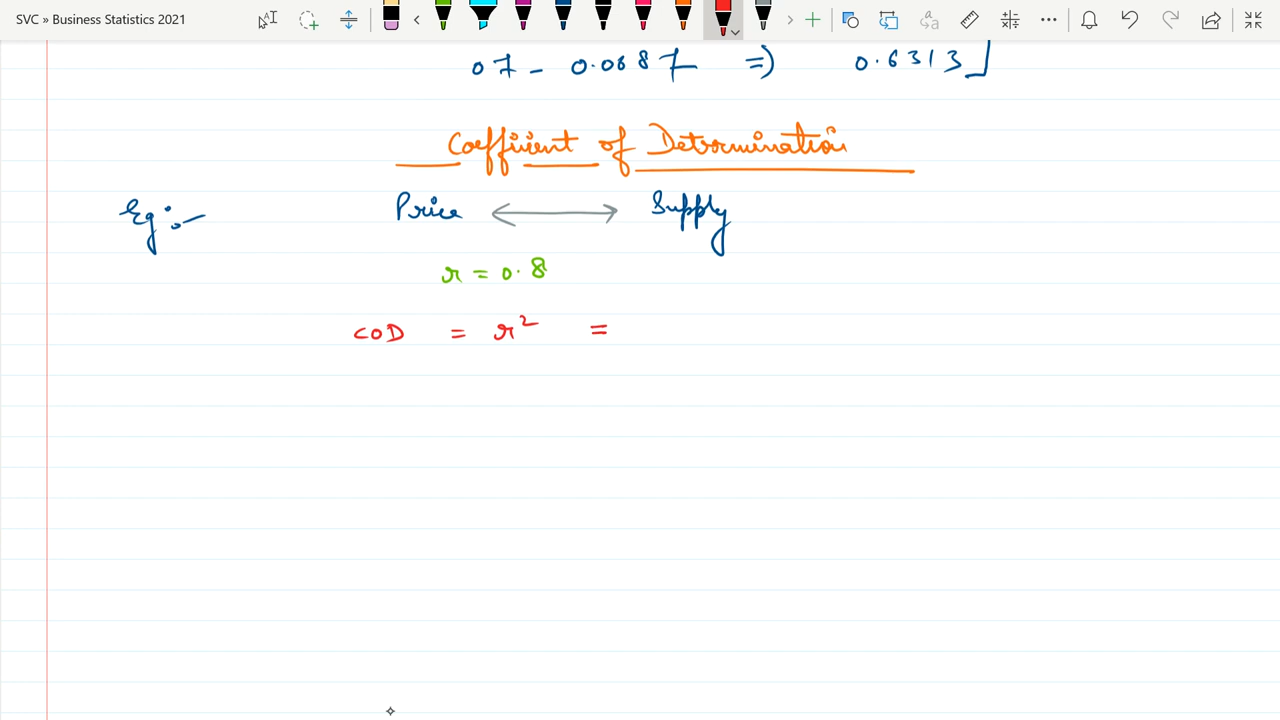 SVC » Business Statistics 2021
07 - 0.0687 => 0.6313
Coefficient of Determination
Eg:- Price ↔ Supply
r = 0.8
COD = r² =